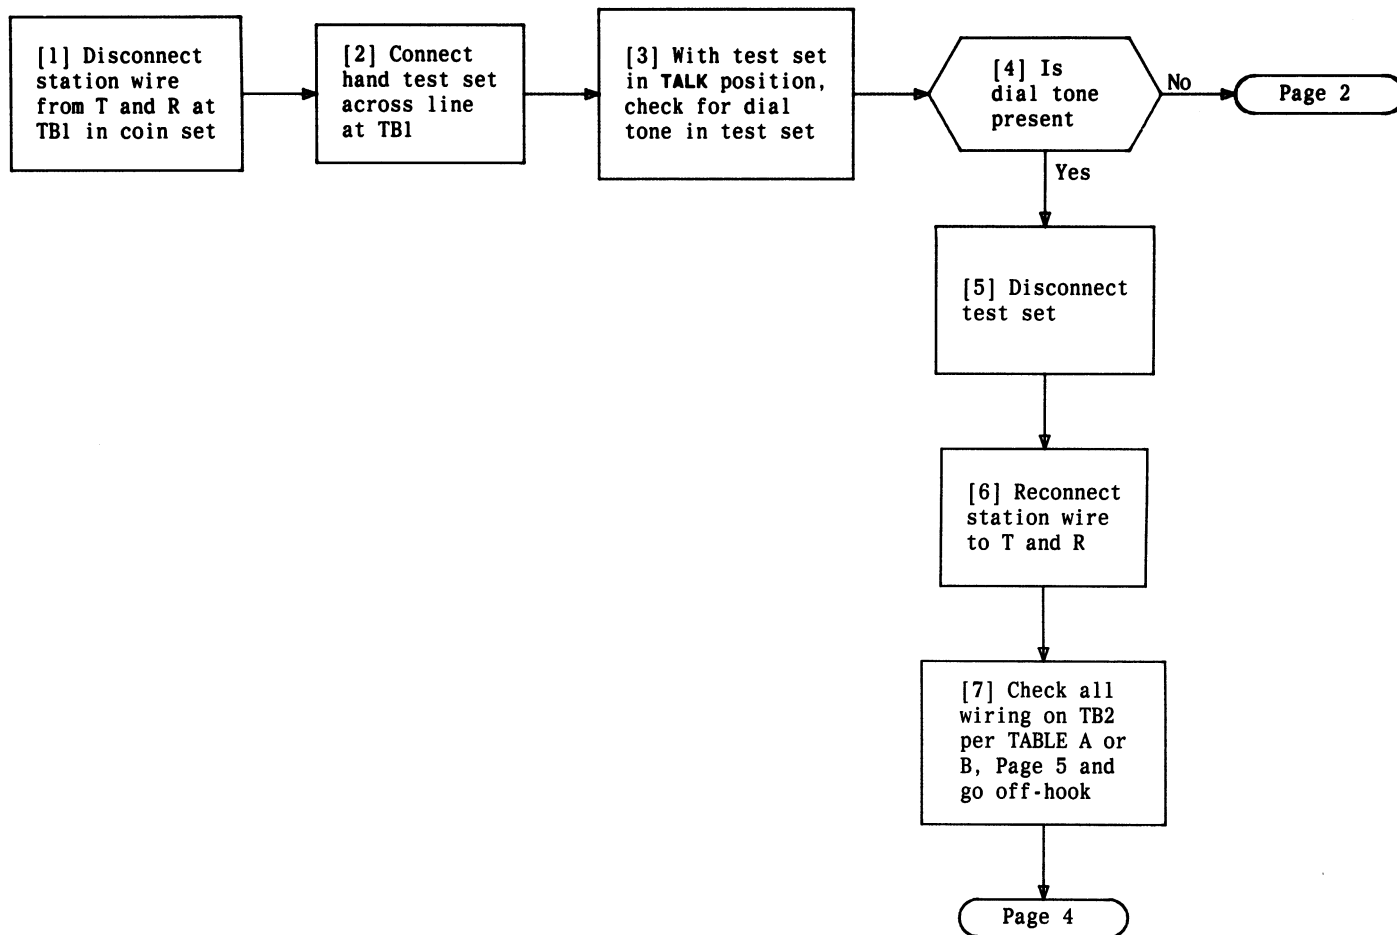 [1] Disconnect
station wire
from T and R at
TB1 in coin set
[2] Connect
hand test set
across line
at TB1
[3] With test set
in TALK position,
check for dial
tone in test set
[4] Is
dial tone
present
No
Page 2
Yes
[5] Disconnect
test set
[6] Reconnect
station wire
to T and R
[7] Check all
wiring on TB2
per TABLE A or
B, Page 5 and
go off-hook
Page 4